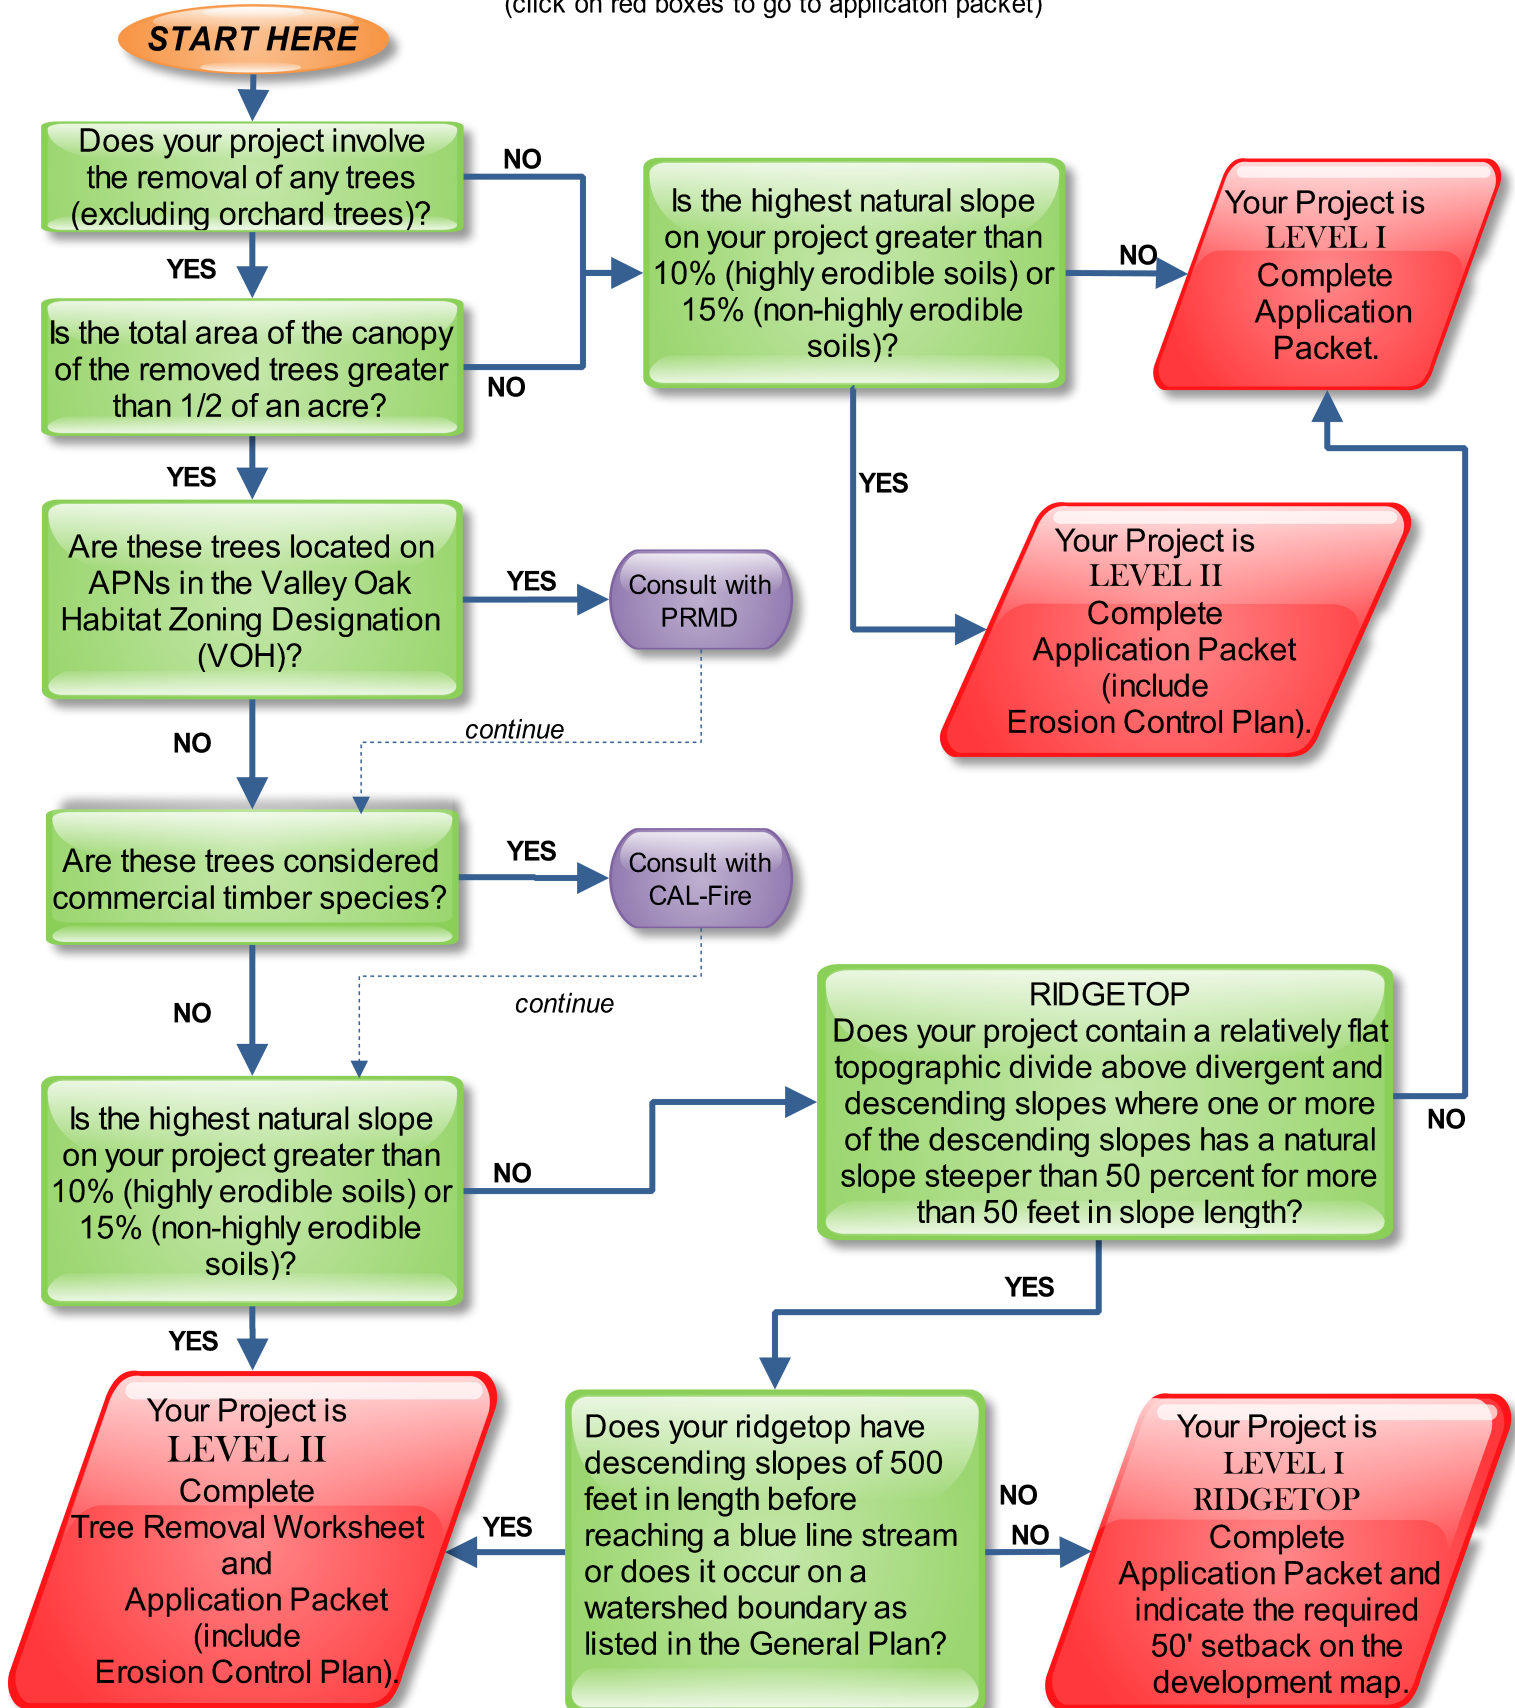 (click on red boxes to go to applicaton packet)
START HERE
Does your project involve
the removal of any trees
(excluding orchard trees)?
NO
YES
Is the total area of the canopy
of the removed trees greater
than 1/2 of an acre?
NO
YES
Is the highest natural slope
on your project greater than
10% (highly erodible soils) or
15% (non-highly erodible
soils)?
NO
YES
Your Project is
LEVEL I
Complete
Application
Packet.
Your Project is
LEVEL II
Complete
Application Packet
(include
Erosion Control Plan).
Are these trees located on
APNs in the Valley Oak
Habitat Zoning Designation
(VOH)?
YES
Consult with
PRMD
continue
NO
Are these trees considered
commercial timber species?
YES
Consult with
CAL-Fire
continue
NO
Is the highest natural slope
on your project greater than
10% (highly erodible soils) or
15% (non-highly erodible
soils)?
NO
YES
RIDGETOP
Does your project contain a relatively flat
topographic divide above divergent and
descending slopes where one or more
of the descending slopes has a natural
slope steeper than 50 percent for more
than 50 feet in slope length?
NO
YES
Your Project is
LEVEL II
Complete
Tree Removal Worksheet
and
Application Packet
(include
Erosion Control Plan).
YES
Does your ridgetop have
descending slopes of 500
feet in length before
reaching a blue line stream
or does it occur on a
watershed boundary as
listed in the General Plan?
NO
NO
Your Project is
LEVEL I
RIDGETOP
Complete
Application Packet and
indicate the required
50' setback on the
development map.